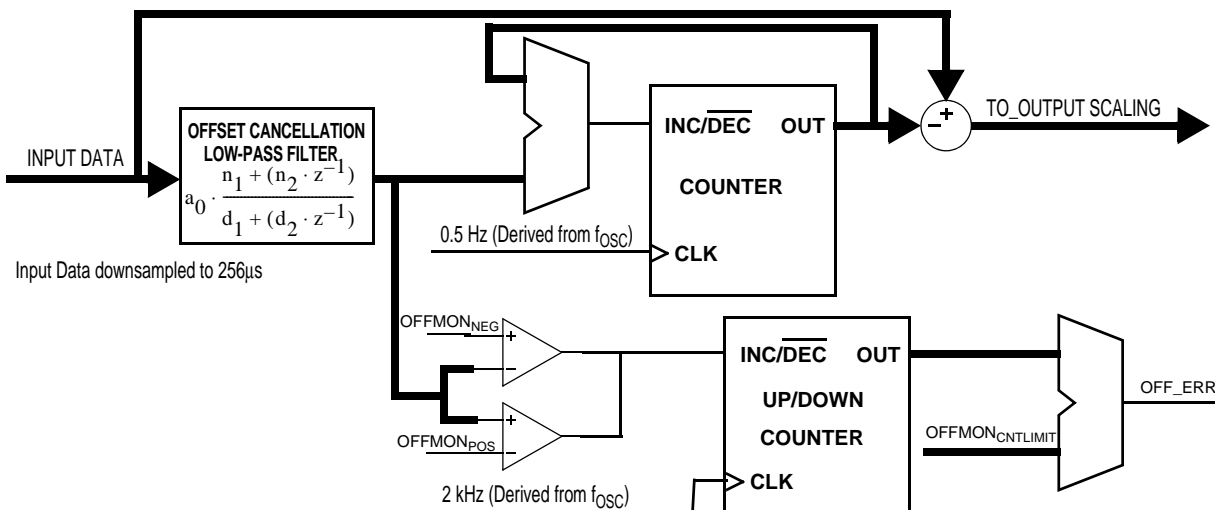 INPUT DATA
OFFSET CANCELLATION
LOW-PASS FILTER
a0 · n1 + (n2 · z−1)
d1 + (d2 · z−1)
Input Data downsampled to 256μs
INC/DEC OUT
COUNTER
0.5 Hz (Derived from fOSC)
CLK
− +
TO_OUTPUT SCALING
OFFMONNEG
+
−
+
−
OFFMONPOS
2 kHz (Derived from fOSC)
INC/DEC OUT
UP/DOWN
COUNTER
CLK
OFFMONCNTLIMIT
OFF_ERR